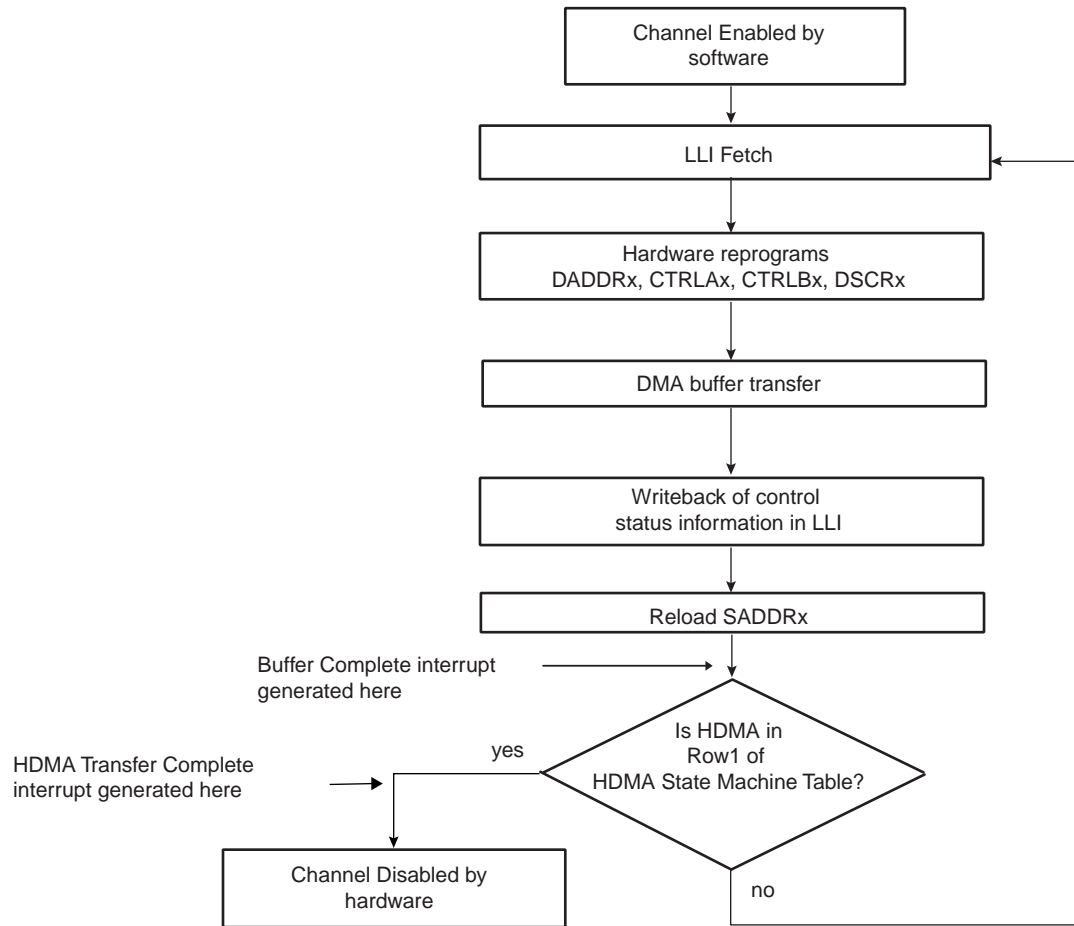 Channel Enabled by
software
LLI Fetch
Hardware reprograms
DADDRx, CTRLAx, CTRLBx, DSCRx
DMA buffer transfer
Writeback of control
status information in LLI
Reload SADDRx
Buffer Complete interrupt
generated here
Is HDMA in
Row1 of
HDMA State Machine Table?
yes
HDMA Transfer Complete
interrupt generated here
Channel Disabled by
hardware
no